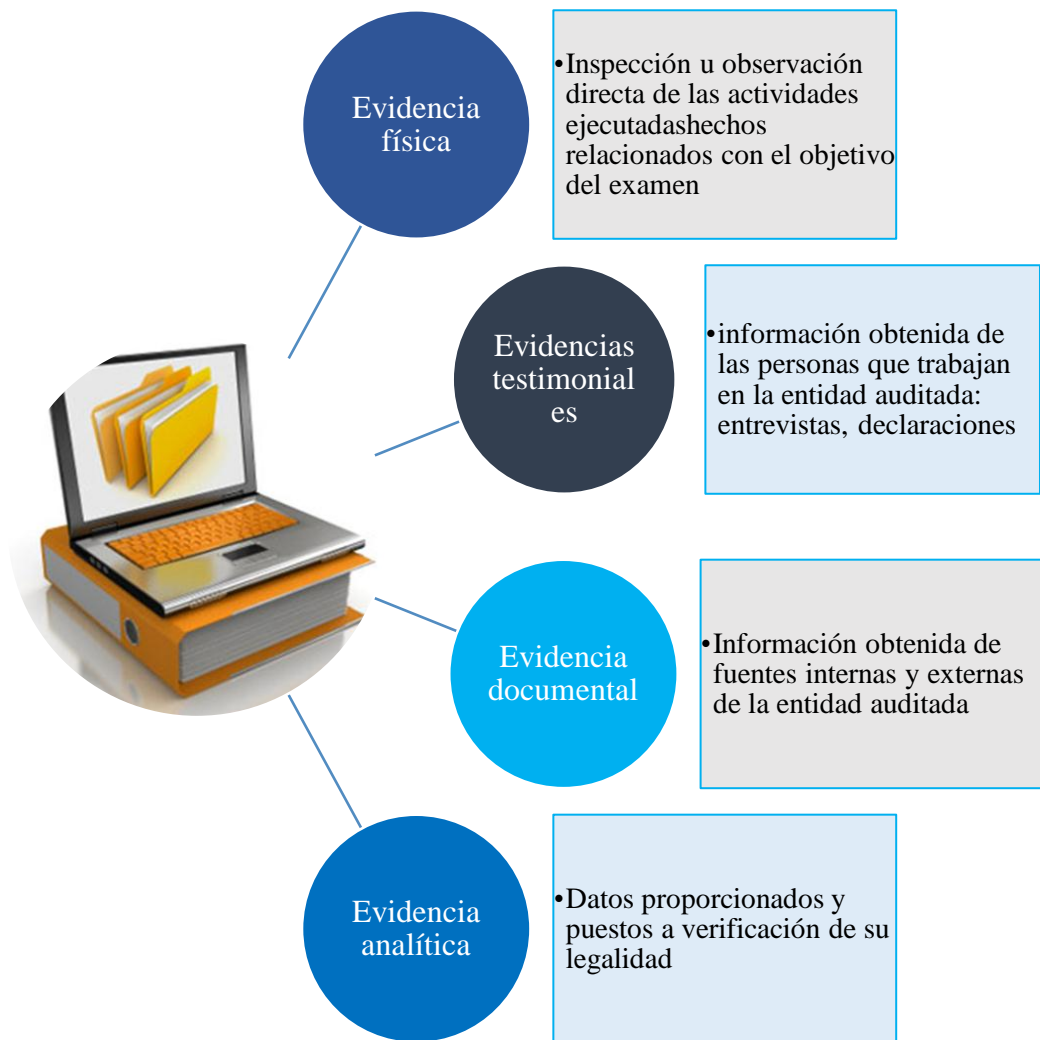 Evidencia
física
•Inspección u observación
directa de las actividades
ejecutadashechos
relacionados con el objetivo
del examen
Evidencias
testimonial
es
•información obtenida de
las personas que trabajan
en la entidad auditada:
entrevistas, declaraciones
Evidencia
documental
•Información obtenida de
fuentes internas y externas
de la entidad auditada
Evidencia
analítica
•Datos proporcionados y
puestos a verificación de su
legalidad